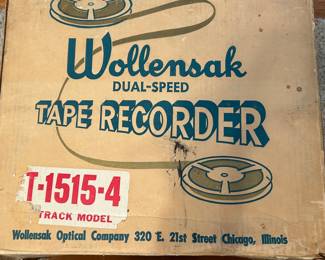 Wollensak
DUAL-SPEED
TAPE RECORDER
T-1515-4
TRACK MODEL
Wollensak Optical Company 320 E. 21st Street Chicago, Illinois